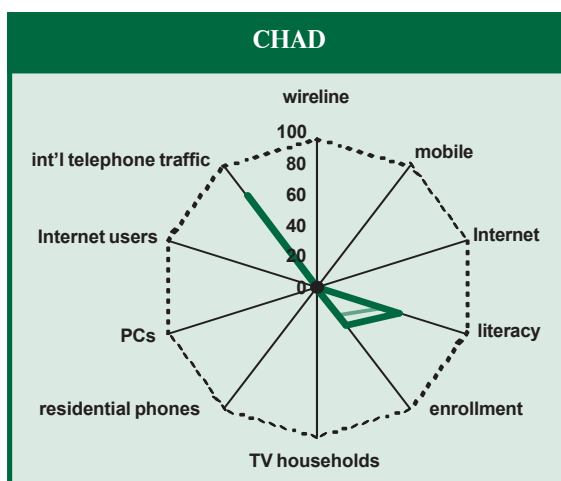 CHAD
wireline
100
int'l telephone traffic
mobile
80
60
Internet users
40
Internet
20
0
PCs
literacy
residential phones
enrollment
TV households